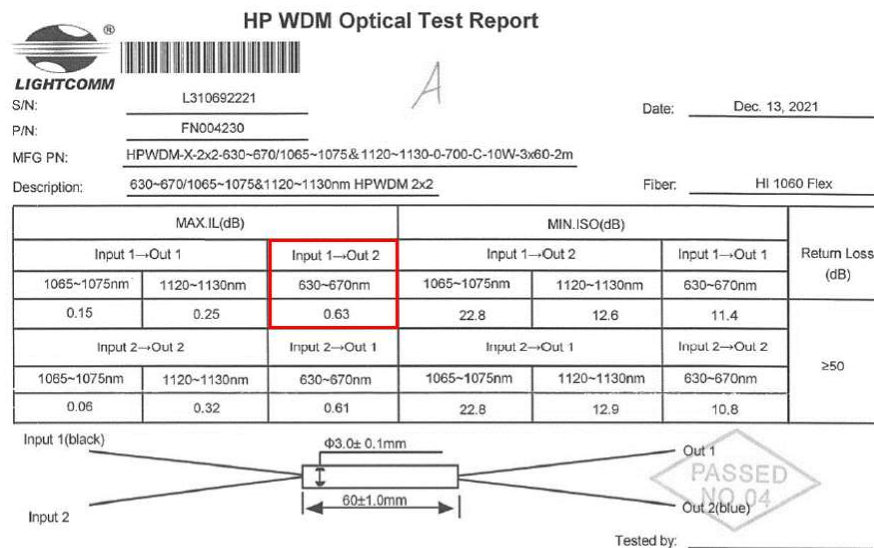 HP WDM Optical Test Report
®
LIGHTCOMM
A
S/N: L310692221
Date: Dec. 13, 2021
P/N: FN004230
MFG PN: HPWDM-X-2x2-630~670/1065~1075&1120~1130-0-700-C-10W-3x60-2m
Description: 630~670/1065~1075&1120~1130nm HPWDM 2x2
Fiber: HI 1060 Flex
MAX.IL(dB) MIN.ISO(dB) Return Loss (dB)
Input 1→Out 1 Input 1→Out 2 Input 1→Out 2 Input 1→Out 1
1065~1075nm 1120~1130nm 630~670nm 1065~1075nm 1120~1130nm 630~670nm
0.15 0.25 0.63 22.8 12.6 11.4 ≥50
Input 2→Out 2 Input 2→Out 1 Input 2→Out 1 Input 2→Out 2
1065~1075nm 1120~1130nm 630~670nm 1065~1075nm 1120~1130nm 630~670nm
0.06 0.32 0.61 22.8 12.9 10.8
Input 1(black) Φ3.0± 0.1mm Out 1
PASSED
NO.04
Input 2 60±1.0mm Out 2(blue)
Tested by: